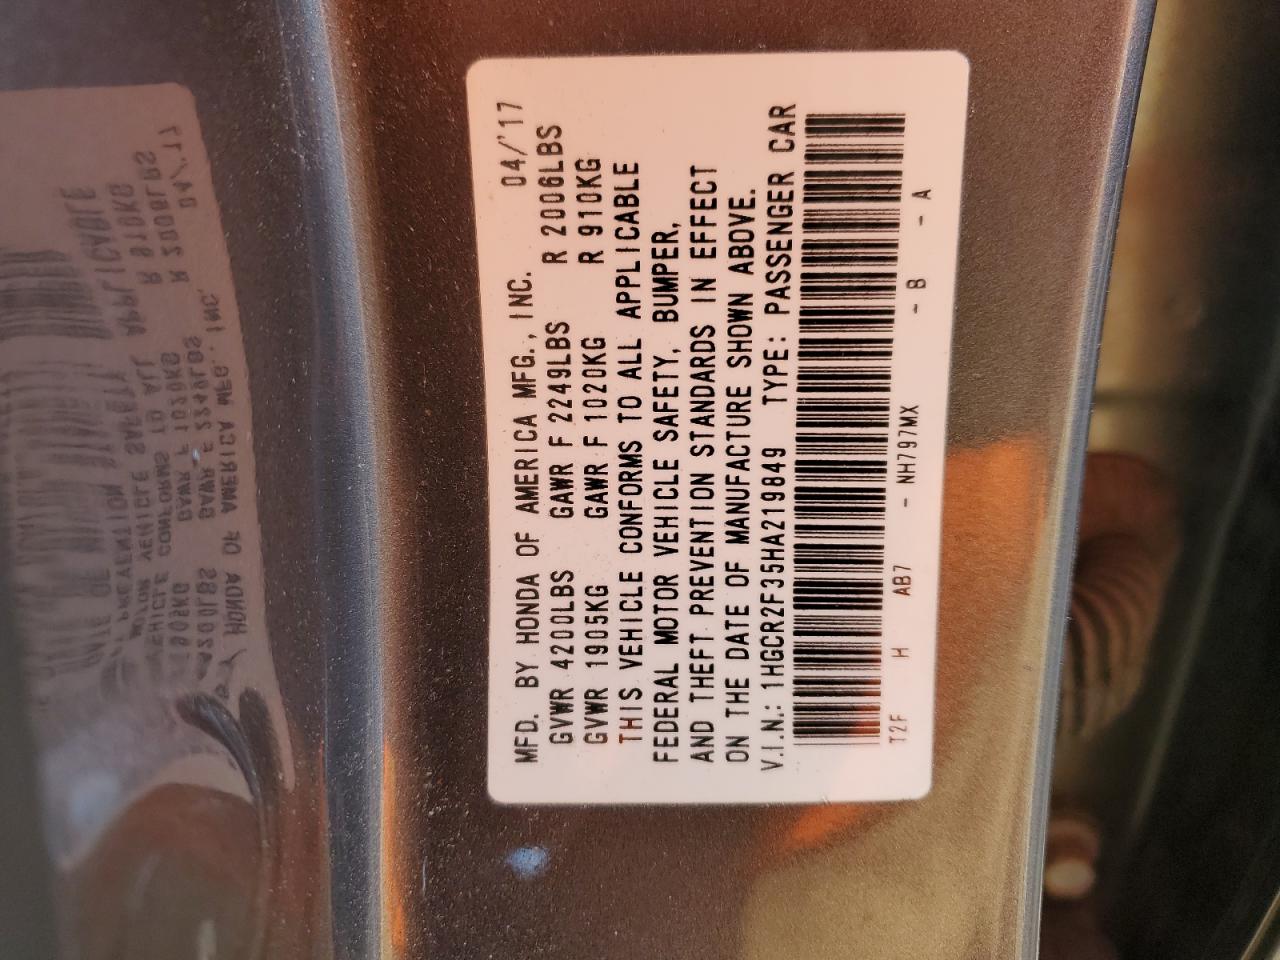 MFD. BY HONDA OF AMERICA MFG., INC. 04/'17
GVWR 4200LBS GAWR F 2249LBS R 2006LBS
GVWR 1905KG GAWR F 1020KG R 910KG
THIS VEHICLE CONFORMS TO ALL APPLICABLE
FEDERAL MOTOR VEHICLE SAFETY, BUMPER,
AND THEFT PREVENTION STANDARDS IN EFFECT
ON THE DATE OF MANUFACTURE SHOWN ABOVE.
V.I.N.: 1HGCR2F35HA219849 TYPE: PASSENGER CAR
T2F H AB7 - NH797MX - B - A